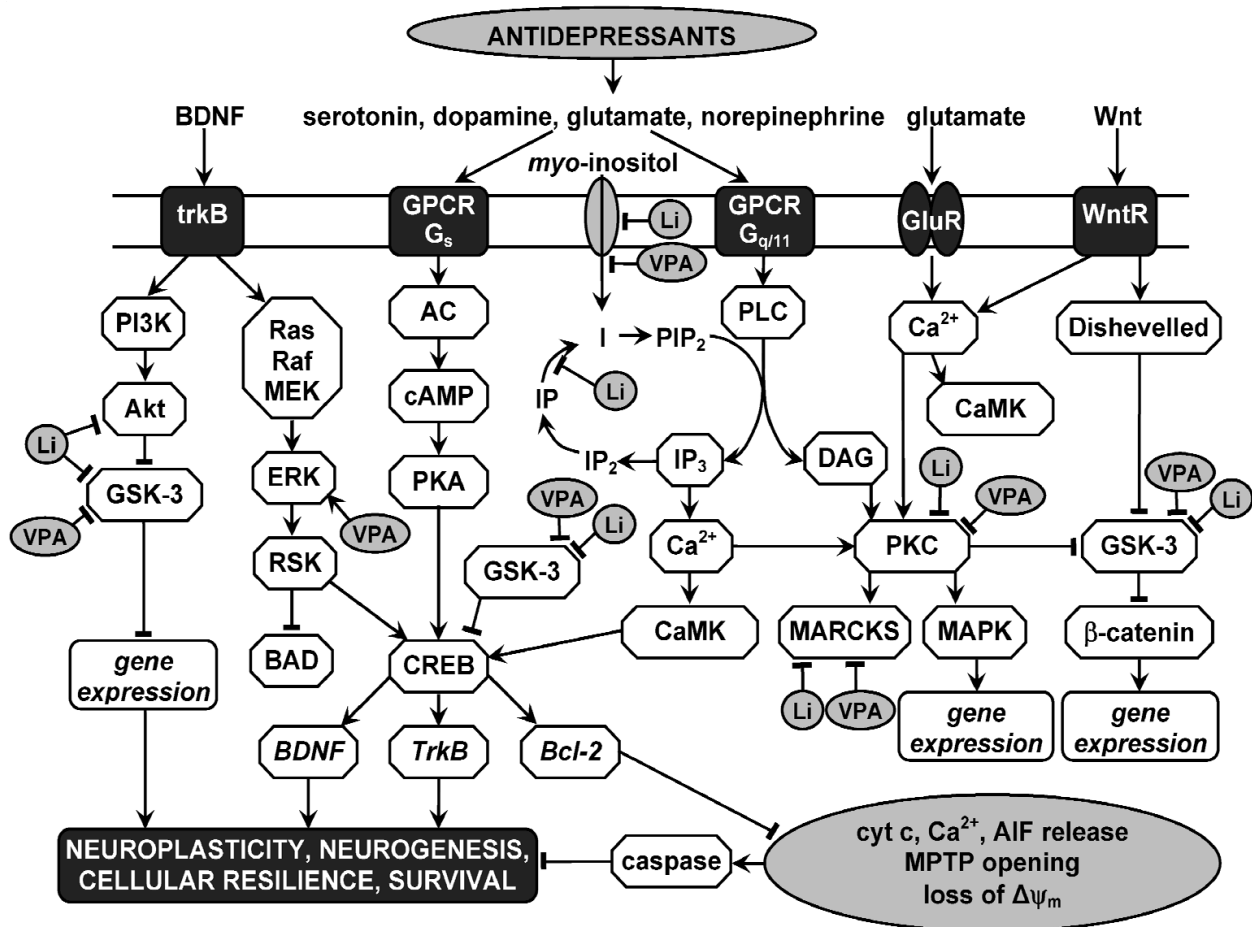 ANTIDEPRESSANTS
BDNF
serotonin, dopamine, glutamate, norepinephrine
glutamate
Wnt
myo-inositol
trkB
GPCR
Gs
Li
VPA
GPCR
Gq/11
GluR
WntR
PI3K
Ras
Raf
MEK
AC
I
PIP2
PLC
Ca2+
Dishevelled
Akt
Li
cAMP
IP
Li
CaMK
GSK-3
VPA
ERK
VPA
PKA
IP2
IP3
DAG
Li
VPA
VPA
Li
RSK
VPA
Li
GSK-3
Ca2+
PKC
GSK-3
gene
expression
BAD
CREB
CaMK
MARCKS
MAPK
β-catenin
Li
VPA
gene
expression
gene
expression
BDNF
TrkB
Bcl-2
NEUROPLASTICITY, NEUROGENESIS,
CELLULAR RESILIENCE, SURVIVAL
caspase
cyt c, Ca2+, AIF release
MPTP opening
loss of Δψm